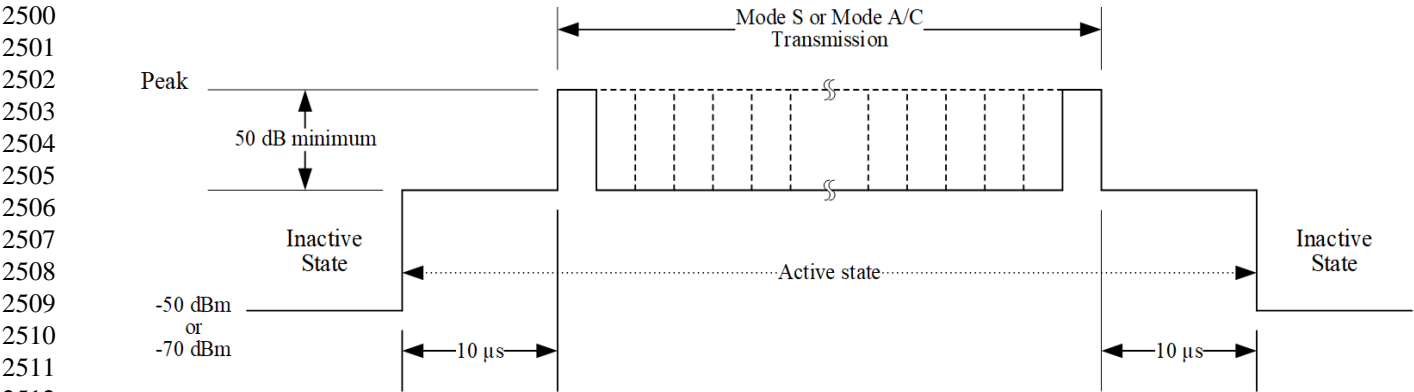 2500
2501
2502
2503
2504
2505
2506
2507
2508
2509
2510
2511
Mode S or Mode A/C
Transmission
Peak
50 dB minimum
Inactive
State
Inactive
State
Active state
-50 dBm
or
-70 dBm
10 µs
10 µs